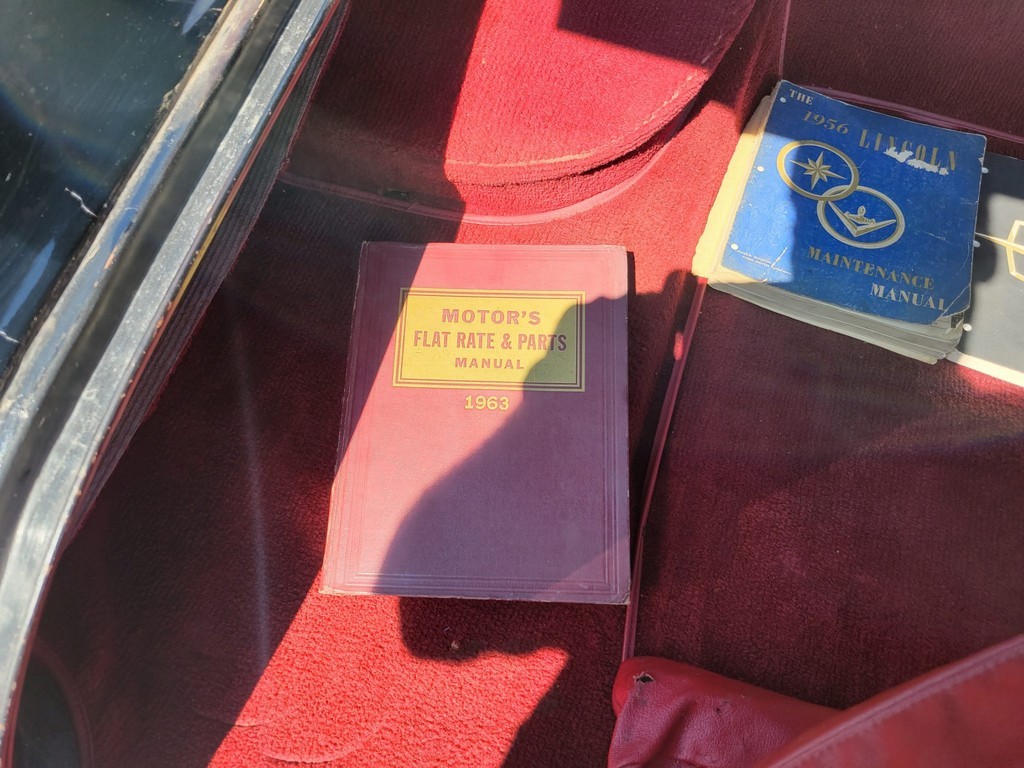 MOTOR'S
FLAT RATE & PARTS
MANUAL
1963
THE
1956 LINCOLN
MAINTENANCE
MANUAL